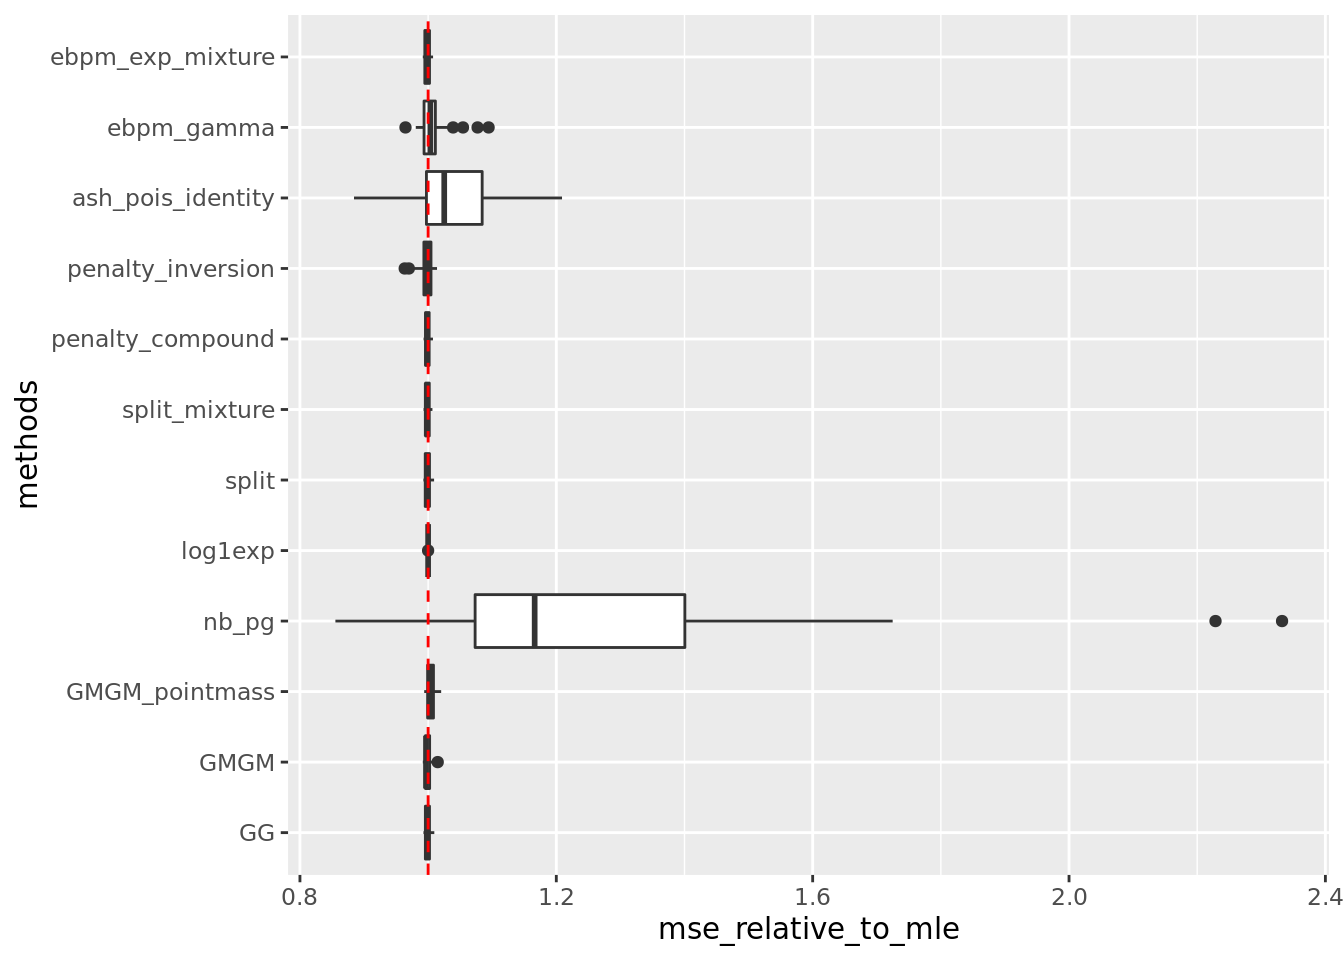 ebpm_exp_mixture
ebpm_gamma
ash_pois_identity
penalty_inversion
penalty_compound
split_mixture
split
log1exp
nb_pg
GMGM_pointmass
GMGM
GG
methods
0.8 1.2 1.6 2.0 2.4
mse_relative_to_mle